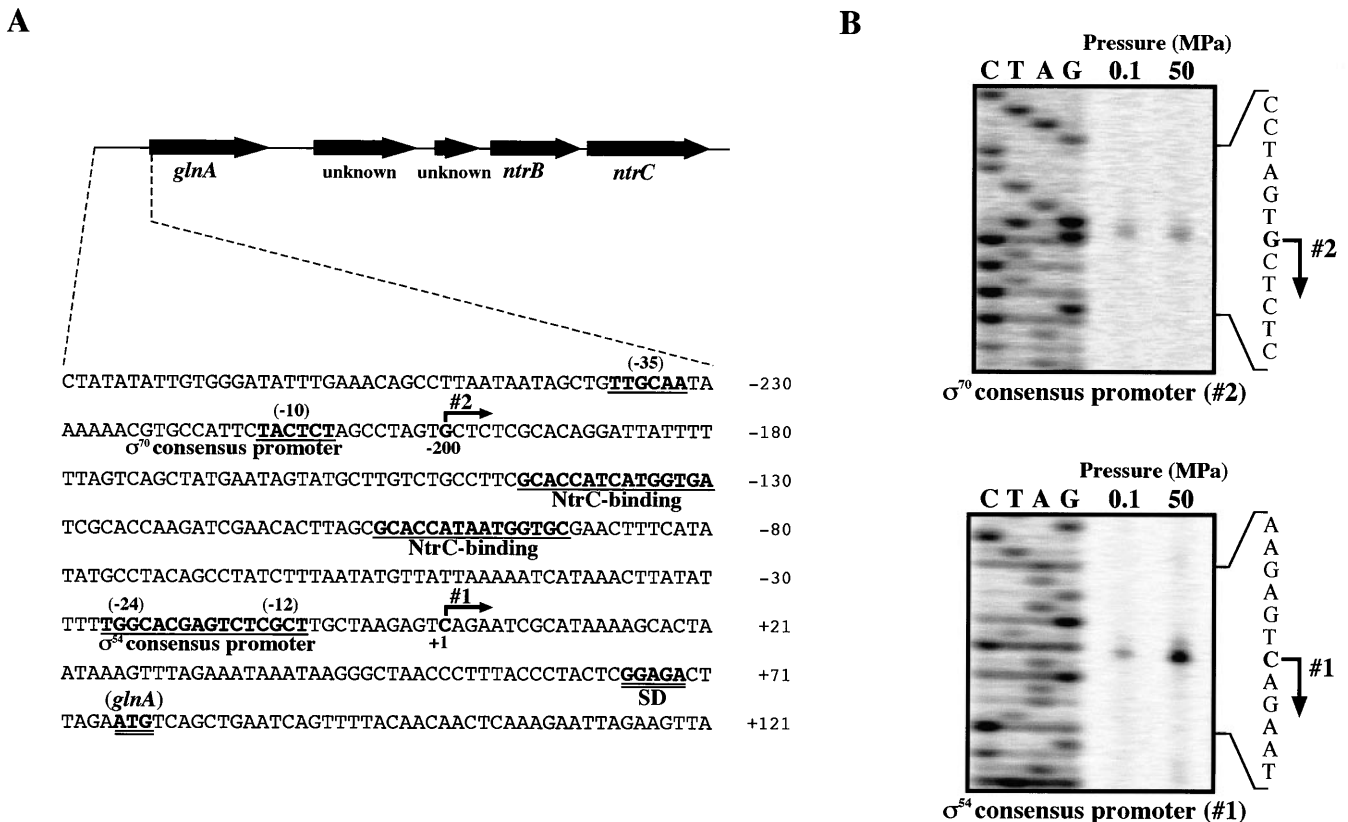 A
glnA unknown unknown ntrB ntrC
(-35)
CTATATATTGTGGGATATTTGAAACAGCCTTAATAATAGCTGTTGCAATA -230
(-10) #2
AAAAACGTGCCATTCTACTCTAGCCTAGTGCTCTCGCACAGGATTATTTT -180
σ70 consensus promoter -200
TTAGTCAGCTATGAATAGTATGCTTGTCTGCCTTCGCACCATCATGGTGA -130
NtrC-binding
TCGCACCAAGATCGAACACTTAGCGCACCATAATGGTGCGAACTTTCATA -80
NtrC-binding
TATGCCTACAGCCTATCTTTAATATGTTATTAAAAATCATAAACTTATAT -30
(-24) (-12) #1
TTTTGGCACGAGTCTCGCTTGCTAAGAGTCAGAATCGCATAAAAGCACTA +21
σ54 consensus promoter +1
ATAAAGTTTAGAAATAAATAAGGGCTAACCCTTTACCCTACTCGGAGACT +71
(glnA) SD
TAGAATGTCAGCTGAATCAGTTTTACAACAACTCAAAGAATTAGAAGTTA +121
B
Pressure (MPa)
C T A G 0.1 50
C
C
T
A
G
T
G #2
C
T
C
T
C
σ70 consensus promoter (#2)
Pressure (MPa)
C T A G 0.1 50
A
A
G
A
G
T
C #1
A
G
A
A
T
σ54 consensus promoter (#1)